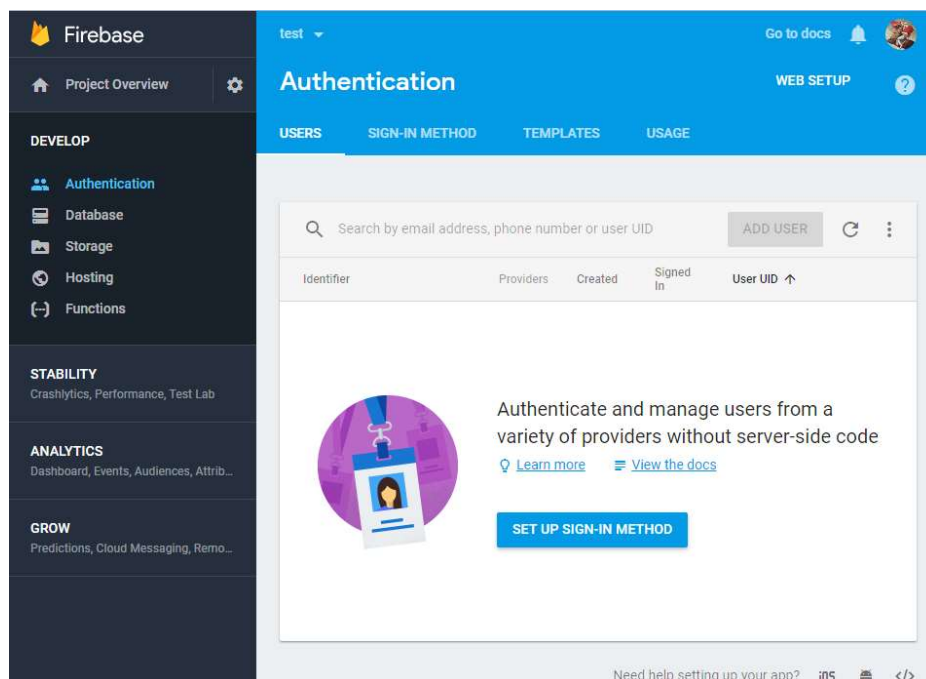 Firebase
test
Go to docs
Project Overview
Authentication
WEB SETUP
USERS SIGN-IN METHOD TEMPLATES USAGE
DEVELOP
Authentication
Database
Storage
Hosting
Functions
STABILITY
Crashlytics, Performance, Test Lab
ANALYTICS
Dashboard, Events, Audiences, Attrib...
GROW
Predictions, Cloud Messaging, Remo...
Search by email address, phone number or user UID
ADD USER
Identifier Providers Created Signed In User UID
Authenticate and manage users from a
variety of providers without server-side code
Learn more View the docs
SET UP SIGN-IN METHOD
Need help setting up your app? iOS </>